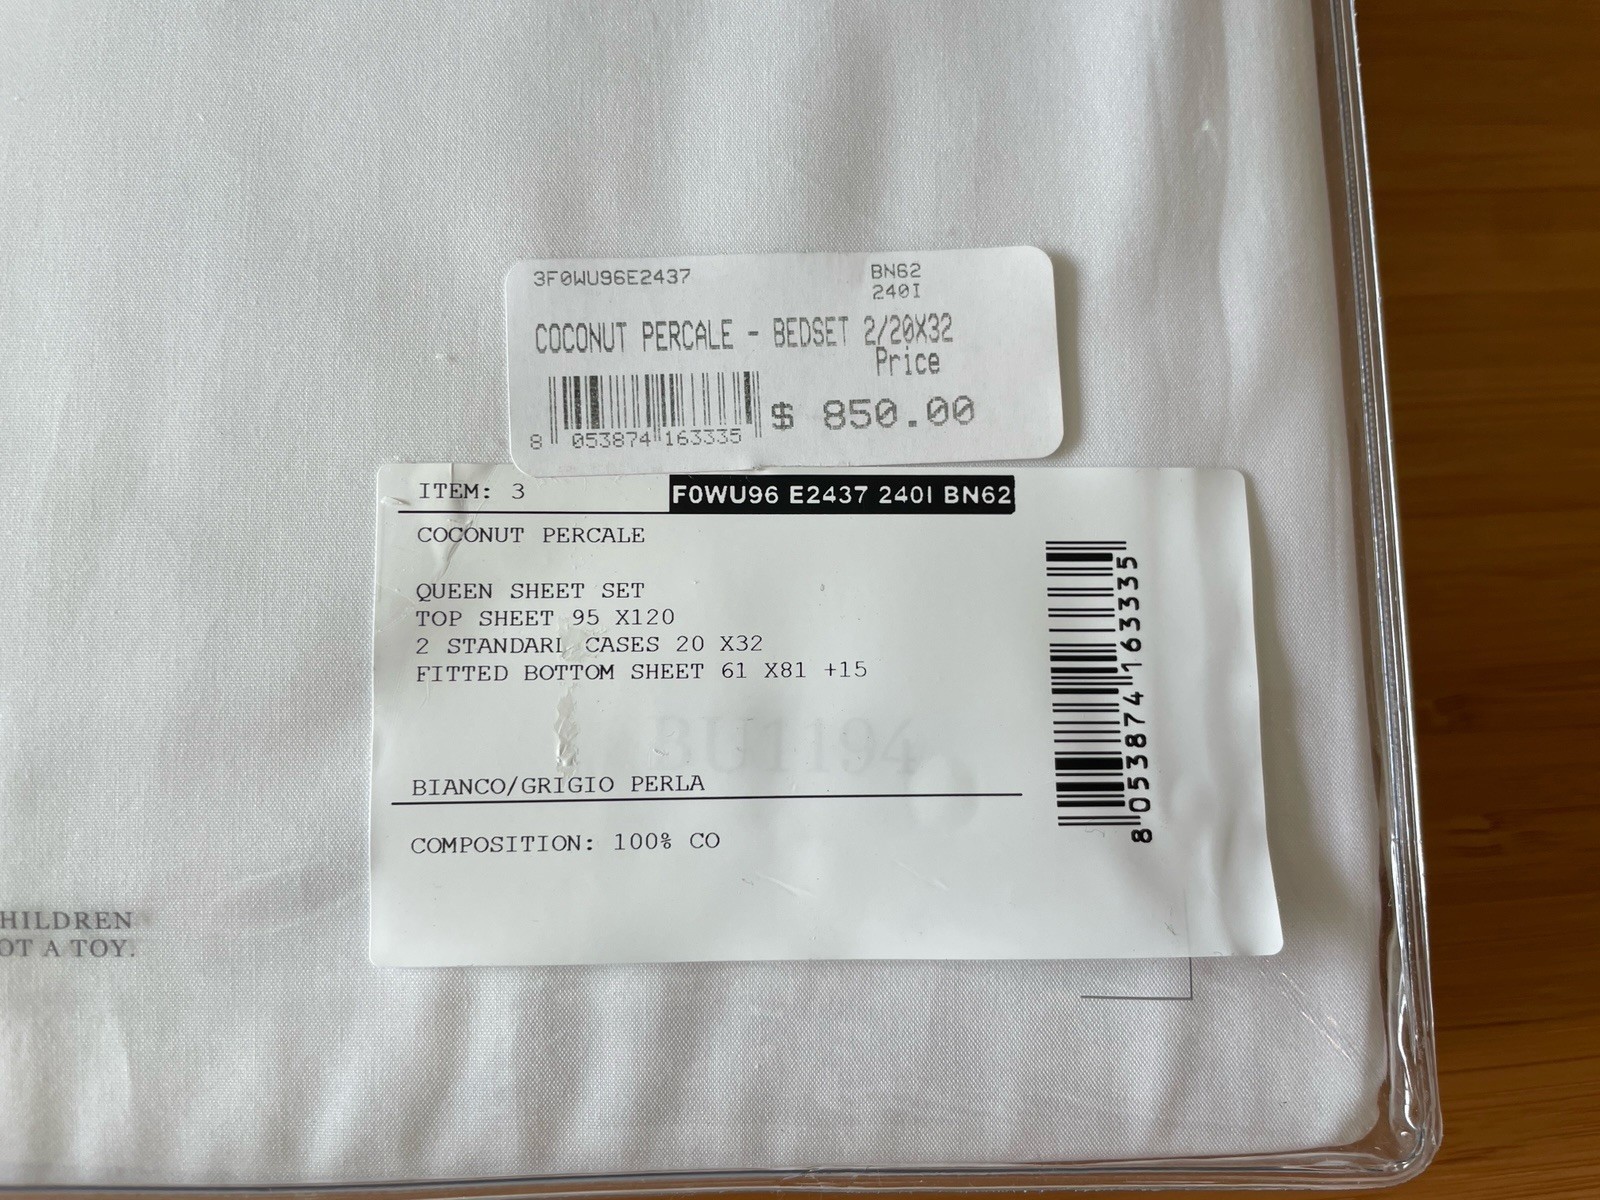 3F0WU96E2437
BN62
240I
COCONUT PERCALE - BEDSET 2/20X32
Price
$ 850.00
8 053874 163335
ITEM: 3
F0WU96 E2437 240I BN62
COCONUT PERCALE
QUEEN SHEET SET
TOP SHEET 95 X120
2 STANDARD CASES 20 X32
FITTED BOTTOM SHEET 61 X81 +15
BU1194
BIANCO/GRIGIO PERLA
COMPOSITION: 100% CO
8 053874 163335
HILDREN
OT A TOY.